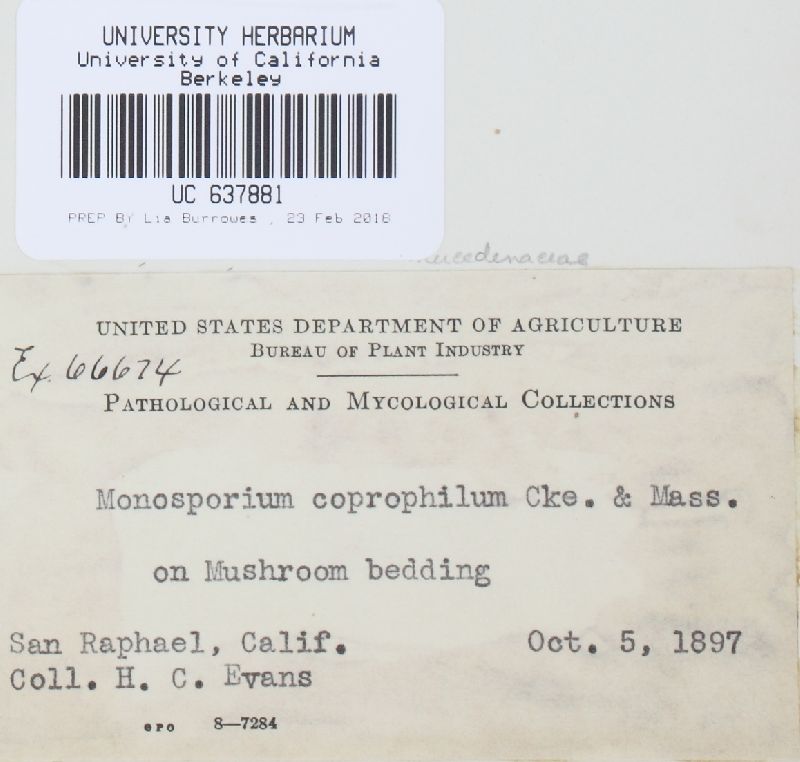 UNIVERSITY HERBARIUM
University of California
Berkeley
UC 637881
PREP BY Lia Burrowes , 23 Feb 2018
UNITED STATES DEPARTMENT OF AGRICULTURE
BUREAU OF PLANT INDUSTRY
Ex. 66674
PATHOLOGICAL AND MYCOLOGICAL COLLECTIONS
Monosporium coprophilum Cke. & Mass.
on Mushroom bedding
San Raphael, Calif. Oct. 5, 1897
Coll. H. C. Evans
GPO 8—7284